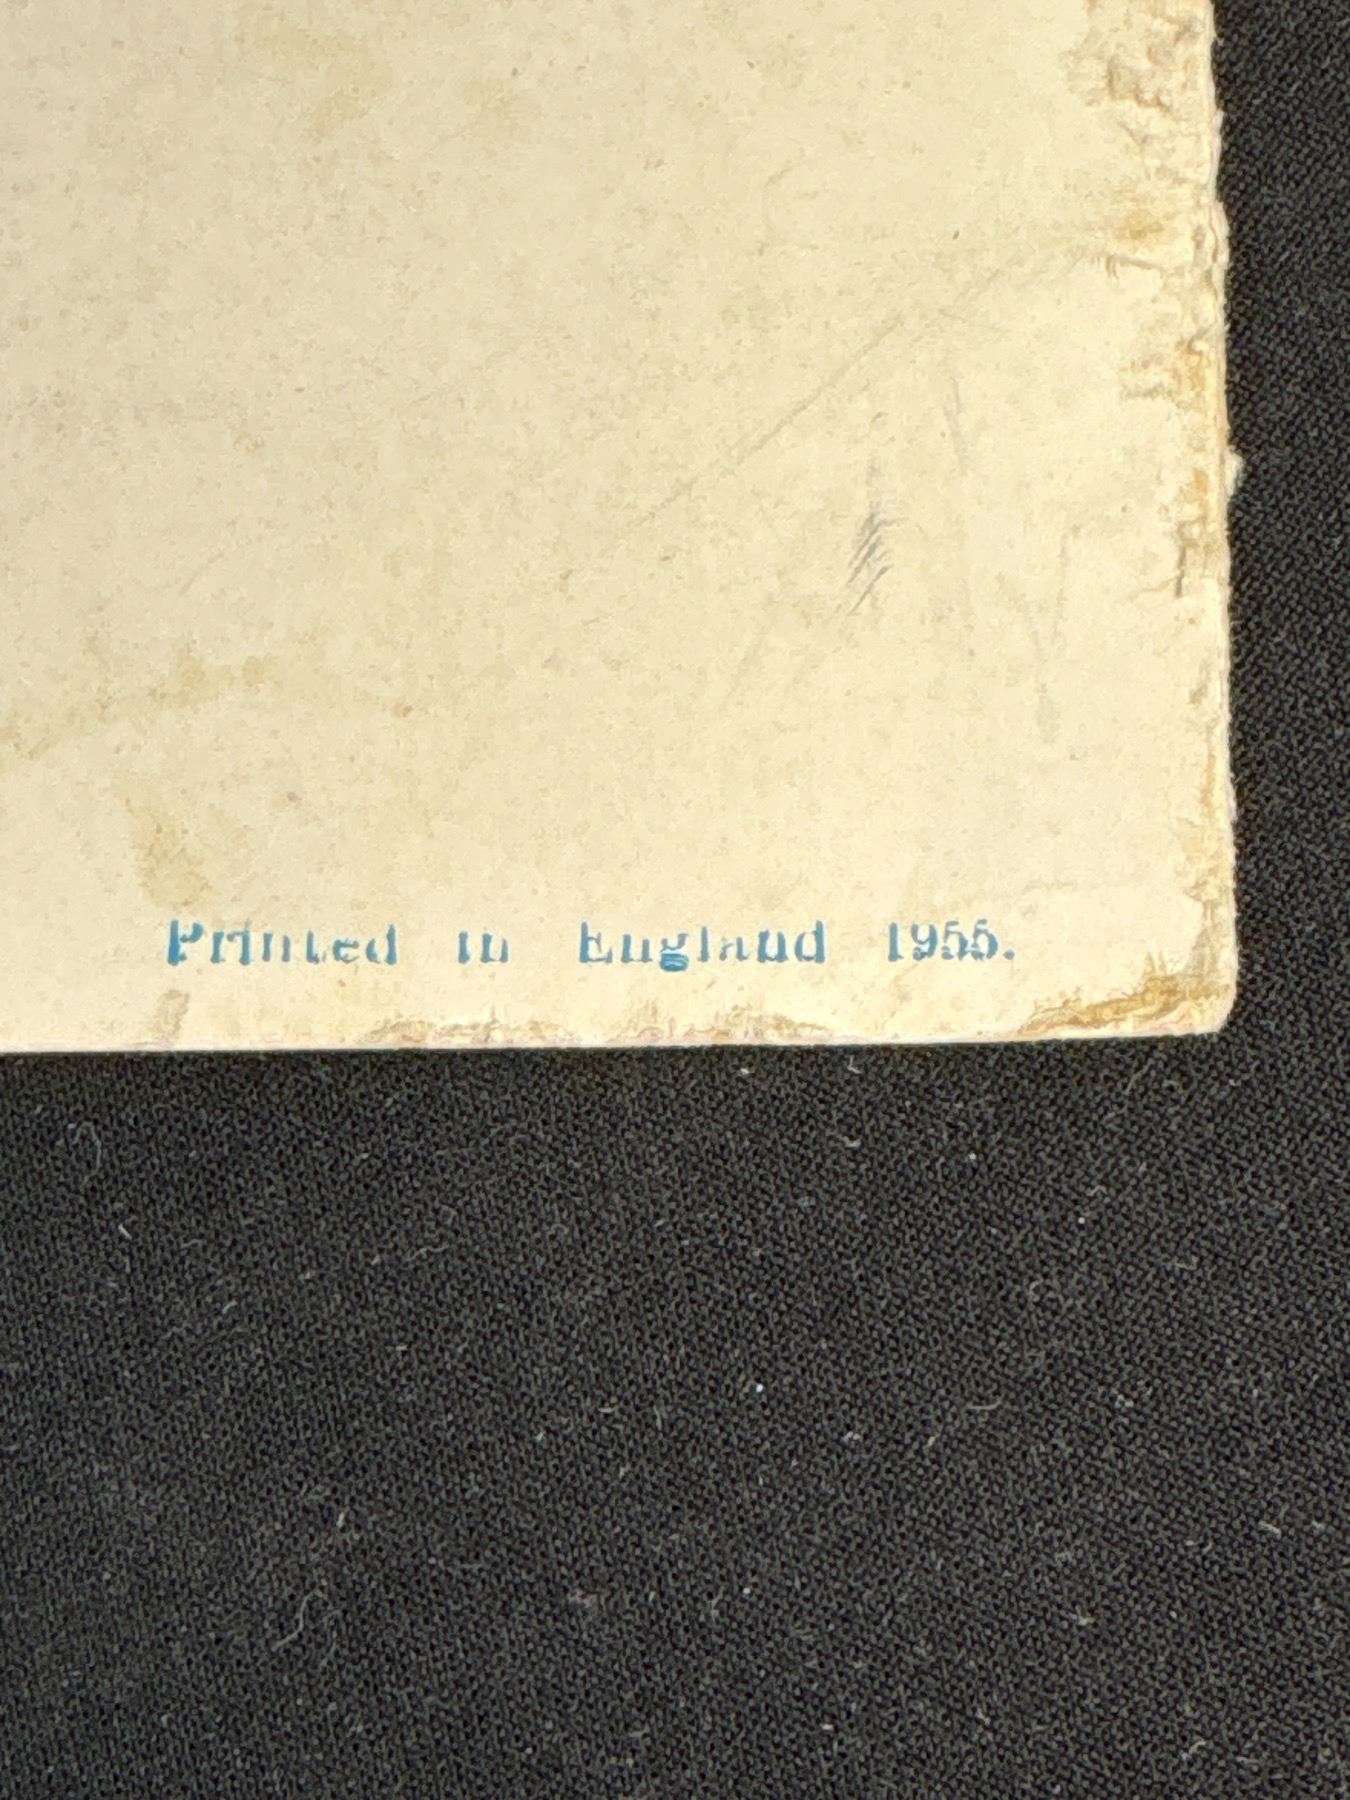 Printed in England 1955.